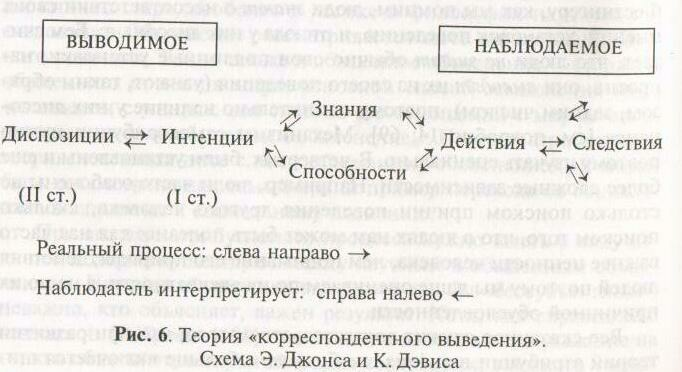 ВЫВОДИМОЕ НАБЛЮДАЕМОЕ
Знания
Диспозиции ⇄ Интенции Действия ⇄ Следствия
Способности
(II ст.) (I ст.)
Реальный процесс: слева направо →
Наблюдатель интерпретирует: справа налево ←
Рис. 6. Теория «корреспондентного выведения».
Схема Э. Джонса и К. Дэвиса